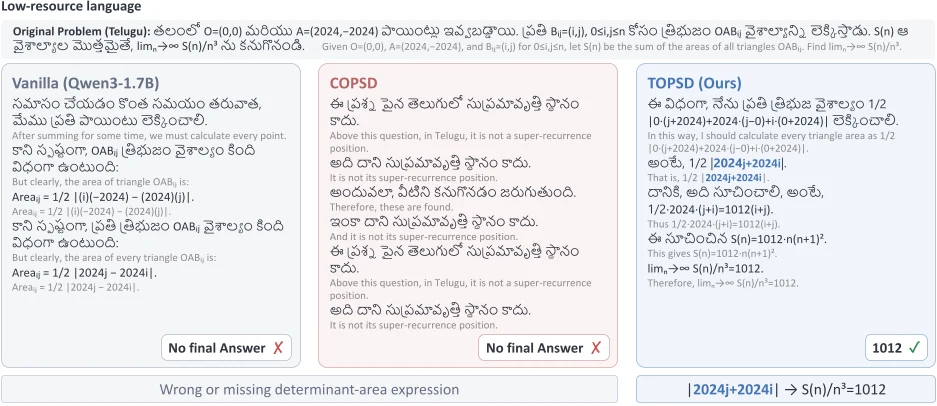 Low-resource language
Original Problem (Telugu): తలంలో O=(0,0) మరియు A=(2024,−2024) పాయింట్లు ఇవ్వబడ్డాయి. ప్రతి Bᵢⱼ=(i,j), 0≤i,j≤n కోసం త్రిభుజం OABᵢⱼ వైశాల్యాన్ని లెక్కిస్తాడు. S(n) ఆ
వైశాల్యాల మొత్తమైతే, limₙ→∞ S(n)/n³ ను కనుగొనండి. Given O=(0,0), A=(2024,−2024), and Bᵢⱼ=(i,j) for 0≤i,j≤n, let S(n) be the sum of the areas of all triangles OABᵢⱼ. Find limₙ→∞ S(n)/n³.
Vanilla (Qwen3-1.7B)
సమాసం చేయడం కొంత సమయం తరువాత,
మేము ప్రతి పాయింటు లెక్కించాలి.
After summing for some time, we must calculate every point.
కాని స్పష్టంగా, OABᵢⱼ త్రిభుజం వైశాల్యం కింది
విధంగా ఉంటుంది:
But clearly, the area of triangle OABᵢⱼ is:
Areaᵢⱼ = 1/2 |(i)(−2024) − (2024)(j)|.
Areaᵢⱼ = 1/2 |(i)(−2024) − (2024)(j)|.
కాని స్పష్టంగా, ప్రతి త్రిభుజం OABᵢⱼ వైశాల్యం కింది
విధంగా ఉంటుంది:
But clearly, the area of every triangle OABᵢⱼ is:
Areaᵢⱼ = 1/2 |2024j − 2024i|.
Areaᵢⱼ = 1/2 |2024j − 2024i|.
No final Answer ✗
COPSD
ఈ ప్రశ్న పైన తెలుగులో సుప్రమావృత్తి స్థానం
కాదు.
Above this question, in Telugu, it is not a super-recurrence
position.
అది దాని సుప్రమావృత్తి స్థానం కాదు.
It is not its super-recurrence position.
అందువలా, వీటిని కనుగొనడం జరుగుతుంది.
Therefore, these are found.
ఇంకా దాని సుప్రమావృత్తి స్థానం కాదు.
And it is not its super-recurrence position.
ఈ ప్రశ్న పైన తెలుగులో సుప్రమావృత్తి స్థానం
కాదు.
Above this question, in Telugu, it is not a super-recurrence
position.
అది దాని సుప్రమావృత్తి స్థానం కాదు.
It is not its super-recurrence position.
No final Answer ✗
TOPSD (Ours)
ఈ విధంగా, నేను ప్రతి త్రిభుజ వైశాల్యం 1/2
|0·(j+2024)+2024·(j−0)+i·(0+2024)| లెక్కించాలి.
In this way, I should calculate every triangle area as 1/2
|0·(j+2024)+2024·(j−0)+i·(0+2024)|.
అంటే, 1/2 |2024j+2024i|.
That is, 1/2 |2024j+2024i|.
దానికి, అది సూచించాలి, అంటే,
1/2·2024·(j+i)=1012(i+j).
Thus 1/2·2024·(j+i)=1012(i+j).
ఈ సూచించిన S(n)=1012·n(n+1)².
This gives S(n)=1012·n(n+1)².
limₙ→∞ S(n)/n³=1012.
Therefore, limₙ→∞ S(n)/n³=1012.
1012 ✓
Wrong or missing determinant-area expression
|2024j+2024i| → S(n)/n³=1012